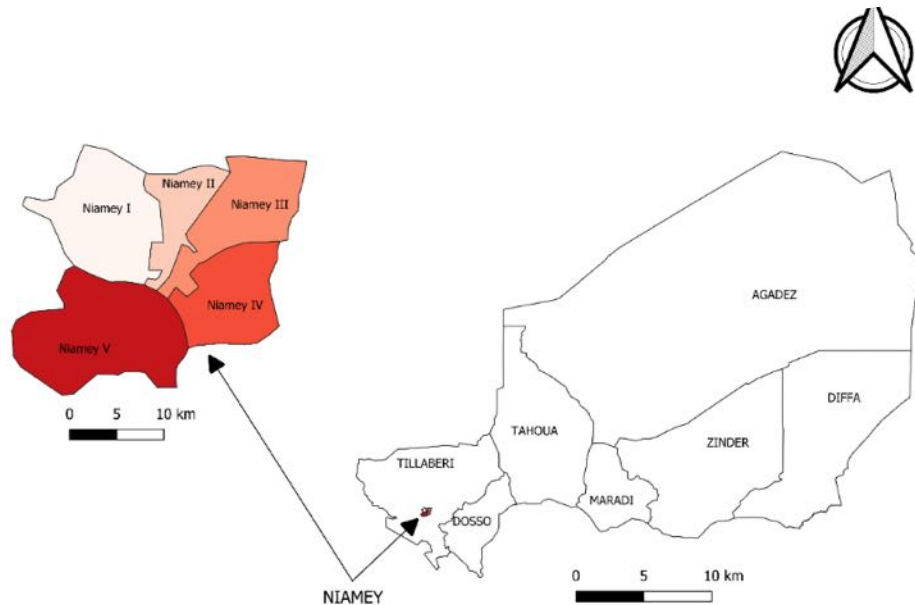 Niamey II
Niamey I
Niamey III
Niamey IV
Niamey V
0 5 10 km
AGADEZ
DIFFA
TAHOUA
ZINDER
TILLABERI
MARADI
DOSSO
NIAMEY
0 5 10 km